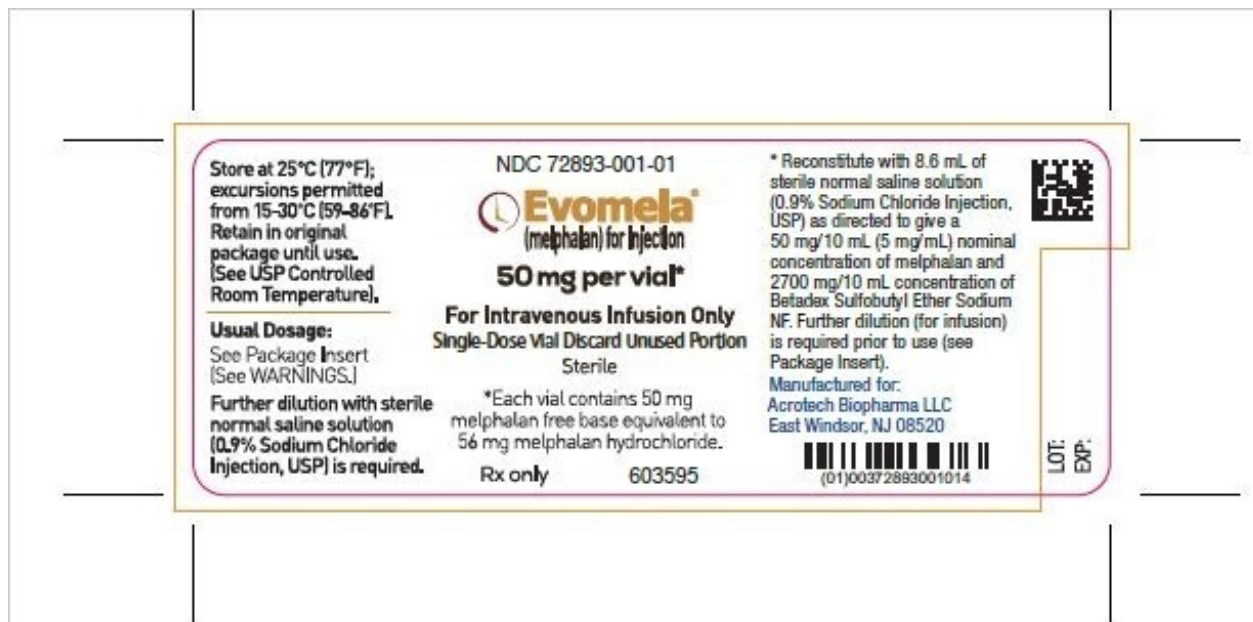 Store at 25°C (77°F);
excursions permitted
from 15-30°C (59-86°F).
Retain in original
package until use.
(See USP Controlled
Room Temperature).
Usual Dosage:
See Package Insert
(See WARNINGS.)
Further dilution with sterile
normal saline solution
(0.9% Sodium Chloride
Injection, USP) is required.
NDC 72893-001-01
Evomela®
(melphalan) for Injection
50 mg per vial*
For Intravenous Infusion Only
Single-Dose Vial Discard Unused Portion
Sterile
*Each vial contains 50 mg
melphalan free base equivalent to
56 mg melphalan hydrochloride.
Rx only 603595
* Reconstitute with 8.6 mL of
sterile normal saline solution
(0.9% Sodium Chloride Injection,
USP) as directed to give a
50 mg/10 mL (5 mg/mL) nominal
concentration of melphalan and
2700 mg/10 mL concentration of
Betadex Sulfobutyl Ether Sodium
NF. Further dilution (for infusion)
is required prior to use (see
Package Insert).
Manufactured for:
Acrotech Biopharma LLC
East Windsor, NJ 08520
(01)00372893001014
LOT:
EXP: